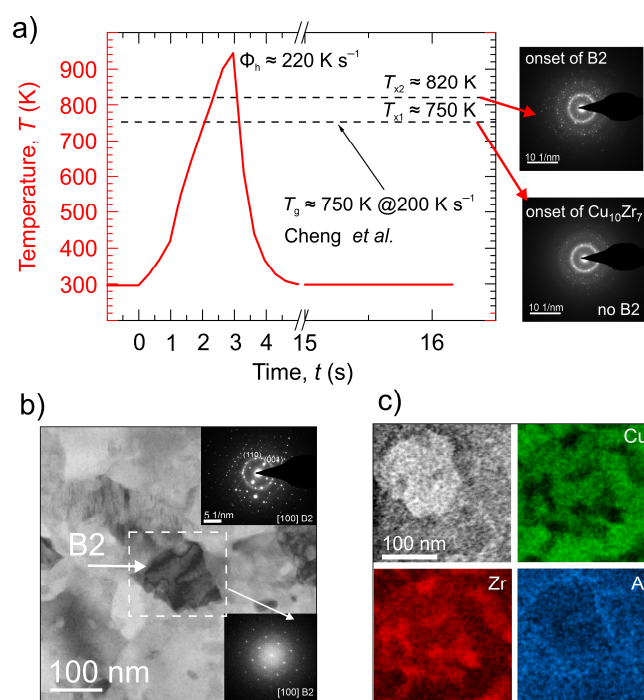 a)
Temperature, T (K)
900
800
700
600
500
400
300
Φh ≈ 220 K s⁻¹
Tx2 ≈ 820 K
Tx1 ≈ 750 K
Tg ≈ 750 K @200 K s⁻¹
Cheng et al.
0 1 2 3 4 15 16
Time, t (s)
onset of B2
10 1/nm
onset of Cu10Zr7
10 1/nm
no B2
b)
B2
100 nm
(110)
(001)
5 1/nm
[100] B2
[100] B2
c)
100 nm
Cu
Zr
A